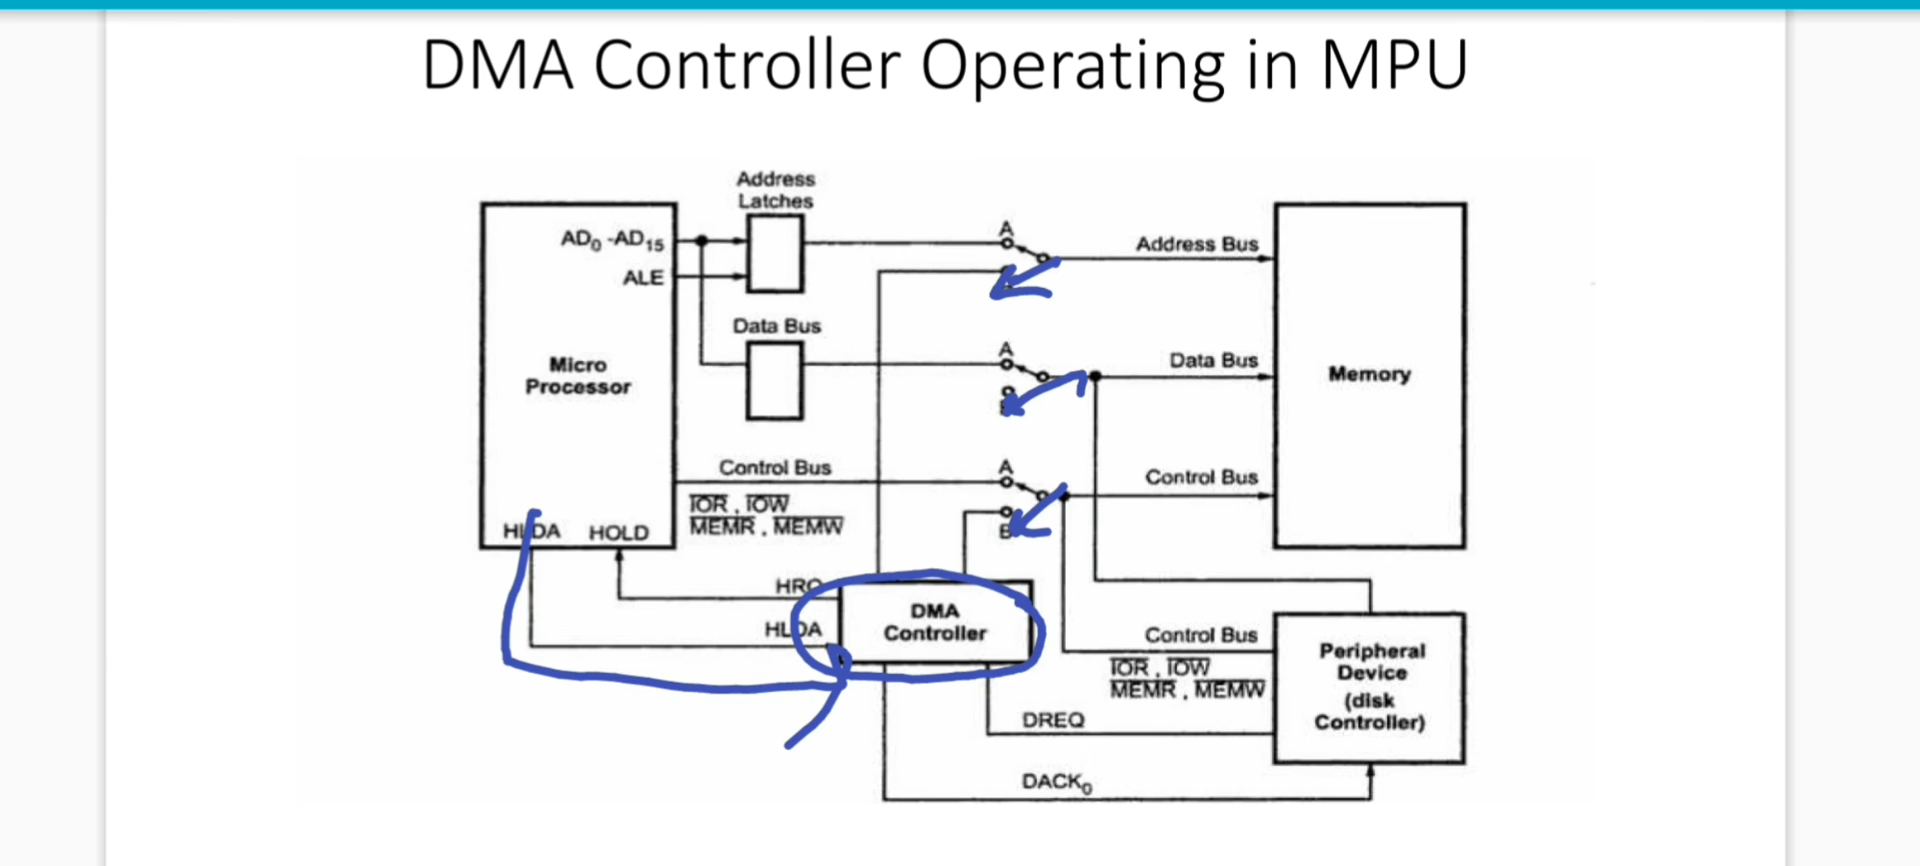 DMA Controller Operating in MPU
Address
Latches
AD0 -AD15
ALE
Data Bus
Micro
Processor
Control Bus
IOR , IOW
MEMR , MEMW
HLDA HOLD
A
Address Bus
A
Data Bus
A
Control Bus
B
Memory
HRQ
HLDA
DMA
Controller
Control Bus
IOR , IOW
MEMR , MEMW
DREQ
DACK0
Peripheral
Device
(disk
Controller)